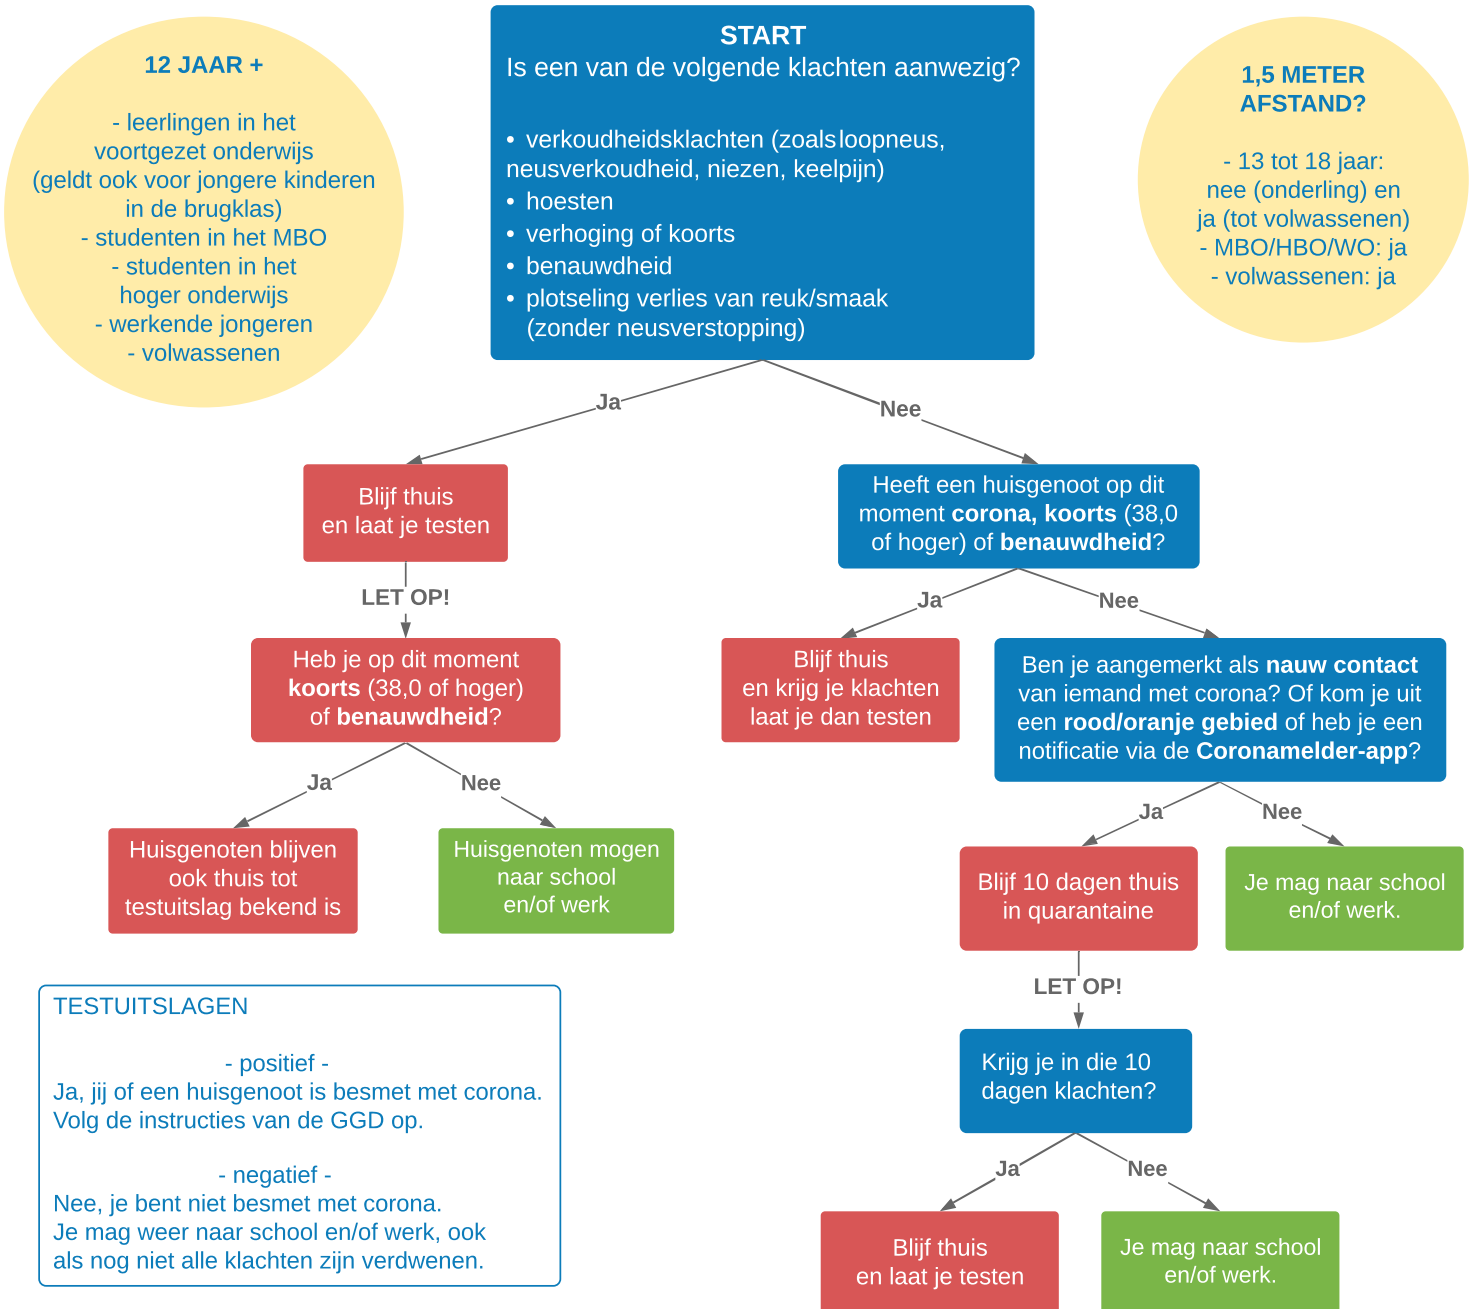 12 JAAR +
- leerlingen in het
voortgezet onderwijs
(geldt ook voor jongere kinderen
in de brugklas)
- studenten in het MBO
- studenten in het
hoger onderwijs
- werkende jongeren
- volwassenen
START
Is een van de volgende klachten aanwezig?
• verkoudheidsklachten (zoals loopneus,
neusverkoudheid, niezen, keelpijn)
• hoesten
• verhoging of koorts
• benauwdheid
• plotseling verlies van reuk/smaak
(zonder neusverstopping)
1,5 METER
AFSTAND?
- 13 tot 18 jaar:
nee (onderling) en
ja (tot volwassenen)
- MBO/HBO/WO: ja
- volwassenen: ja
Ja
Nee
Blijf thuis
en laat je testen
LET OP!
Heb je op dit moment
koorts (38,0 of hoger)
of benauwdheid?
Ja
Nee
Huisgenoten blijven
ook thuis tot
testuitslag bekend is
Huisgenoten mogen
naar school
en/of werk
Heeft een huisgenoot op dit
moment corona, koorts (38,0
of hoger) of benauwdheid?
Ja
Nee
Blijf thuis
en krijg je klachten
laat je dan testen
Ben je aangemerkt als nauw contact
van iemand met corona? Of kom je uit
een rood/oranje gebied of heb je een
notificatie via de Coronamelder-app?
Ja
Nee
Blijf 10 dagen thuis
in quarantaine
Je mag naar school
en/of werk.
LET OP!
Krijg je in die 10
dagen klachten?
Ja
Nee
Blijf thuis
en laat je testen
Je mag naar school
en/of werk.
TESTUITSLAGEN
- positief -
Ja, jij of een huisgenoot is besmet met corona.
Volg de instructies van de GGD op.
- negatief -
Nee, je bent niet besmet met corona.
Je mag weer naar school en/of werk, ook
als nog niet alle klachten zijn verdwenen.